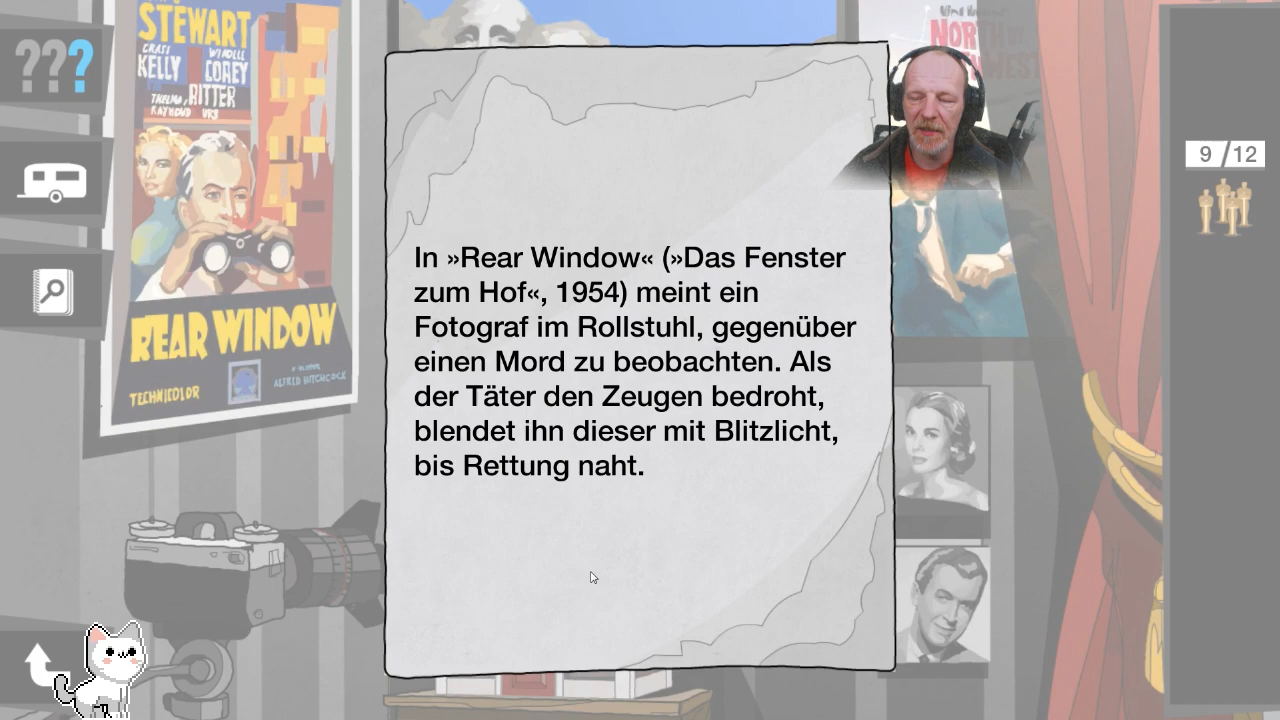 ???
STEWART
KELLY
COREY
RITTER
RAYMOND
REAR WINDOW
TECHNICOLOR
ALFRED HITCHCOCK
NORTH
WEST
9 /12
In »Rear Window« (»Das Fenster
zum Hof«, 1954) meint ein
Fotograf im Rollstuhl, gegenüber
einen Mord zu beobachten. Als
der Täter den Zeugen bedroht,
blendet ihn dieser mit Blitzlicht,
bis Rettung naht.